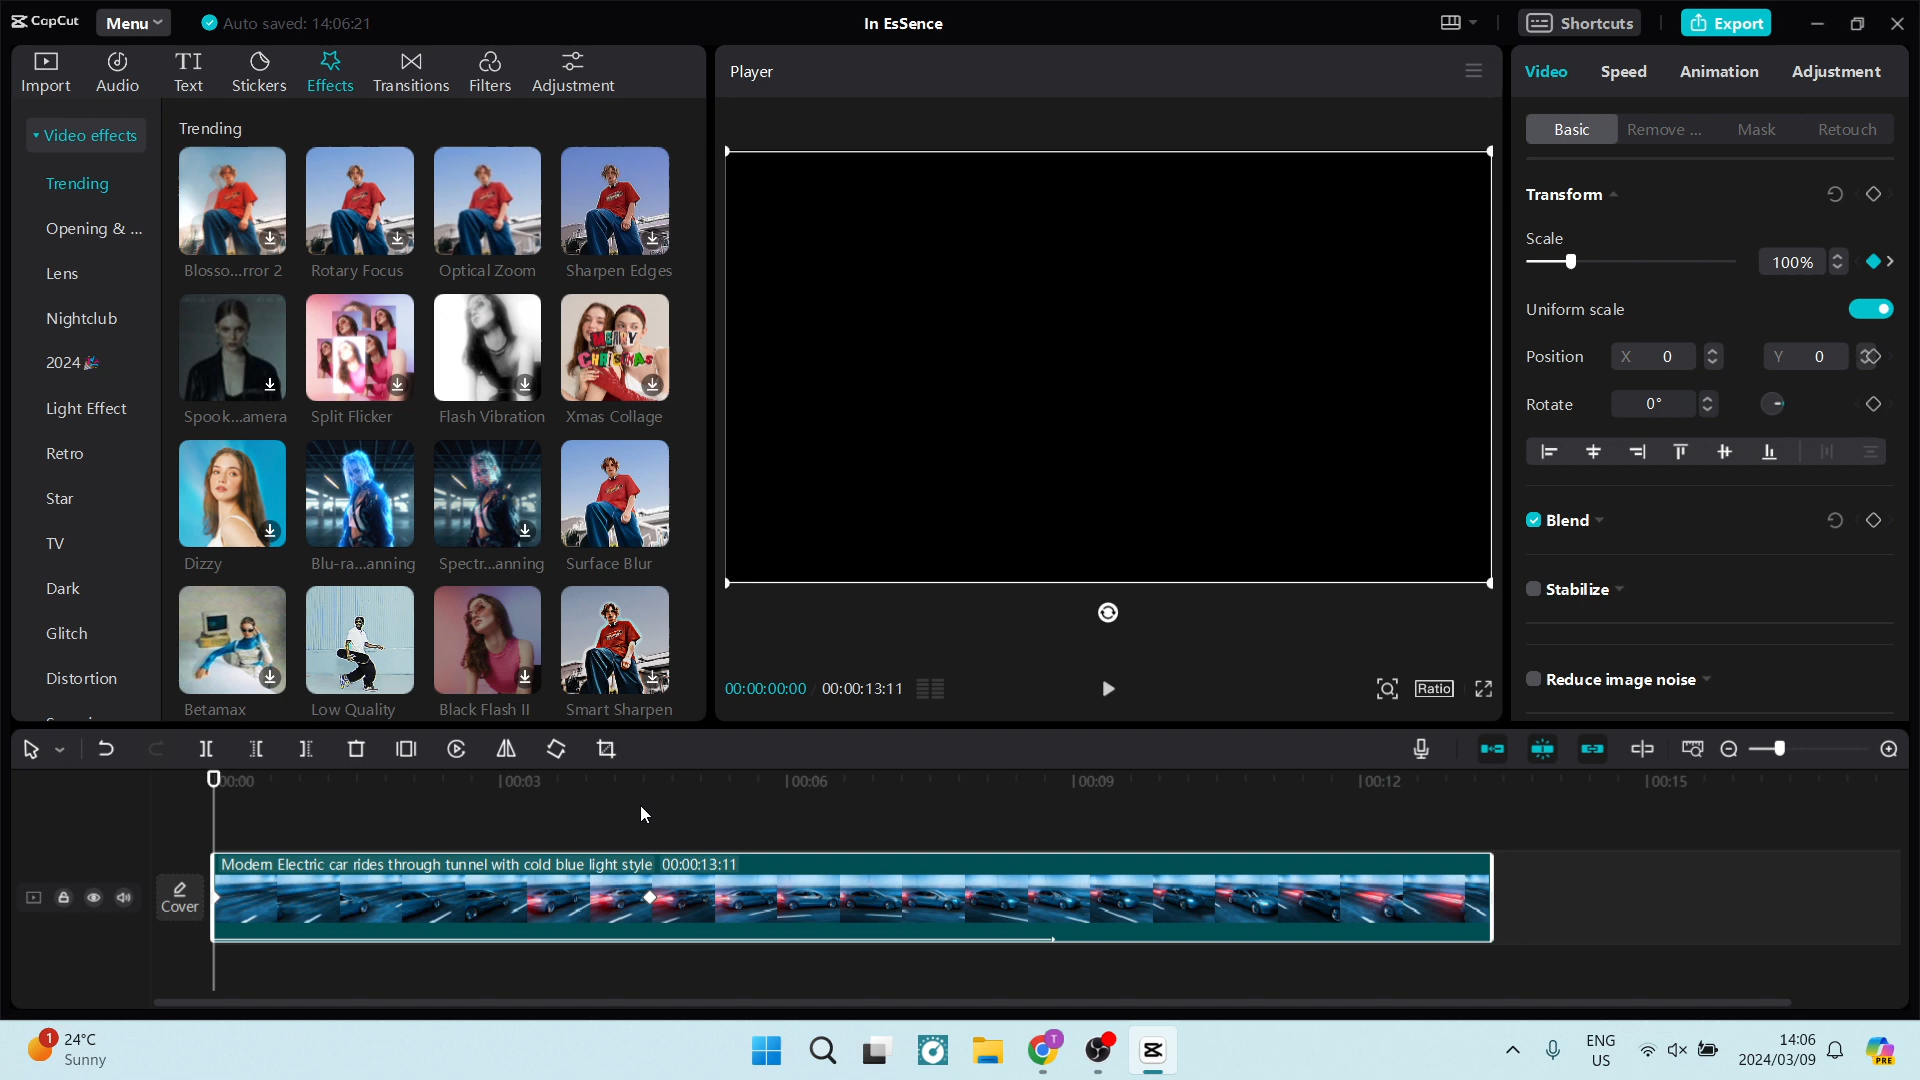 CapCut
Menu
Auto saved: 14:06:21
In EsSence
Shortcuts
Export
Import
Audio
TI
Text
Stickers
Effects
Transitions
Filters
Adjustment
Player
Video
Speed
Animation
Adjustment
Video effects
Trending
Opening & ...
Lens
Nightclub
2024
Light Effect
Retro
Star
TV
Dark
Glitch
Distortion
Trending
Blosso...rror 2
Rotary Focus
Optical Zoom
Sharpen Edges
MERRY
CHRISTMAS
Spook...amera
Split Flicker
Flash Vibration
Xmas Collage
Dizzy
Blu-ra...anning
Spectr...anning
Surface Blur
Betamax
Low Quality
Black Flash II
Smart Sharpen
00:00:00:00
00:00:13:11
Ratio
Basic
Remove ...
Mask
Retouch
Transform
Scale
100%
Uniform scale
Position
X 0
Y 0
Rotate
0°
Blend
Stabilize
Reduce image noise
00:00
00:03
00:06
00:09
00:12
00:15
Modern Electric car rides through tunnel with cold blue light style 00:00:13:11
Cover
1
24°C
Sunny
T
ENG
US
14:06
2024/03/09
PRE